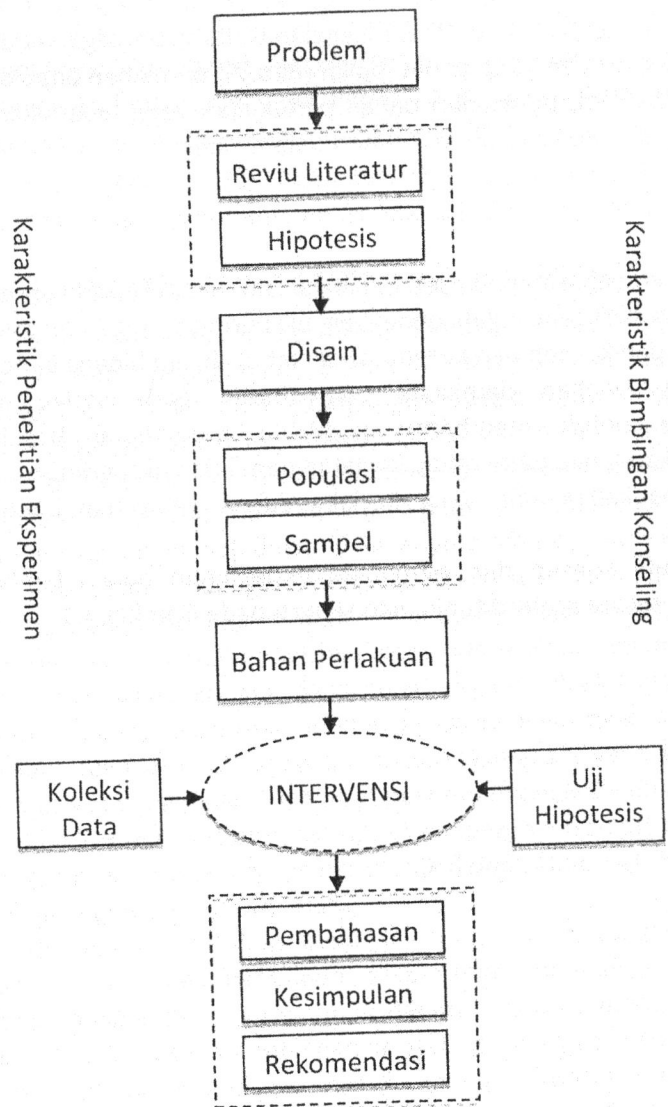 Problem
Reviu Literatur
Hipotesis
Karakteristik Penelitian Eksperimen
Karakteristik Bimbingan Konseling
Disain
Populasi
Sampel
Bahan Perlakuan
Koleksi
Data
INTERVENSI
Uji
Hipotesis
Pembahasan
Kesimpulan
Rekomendasi